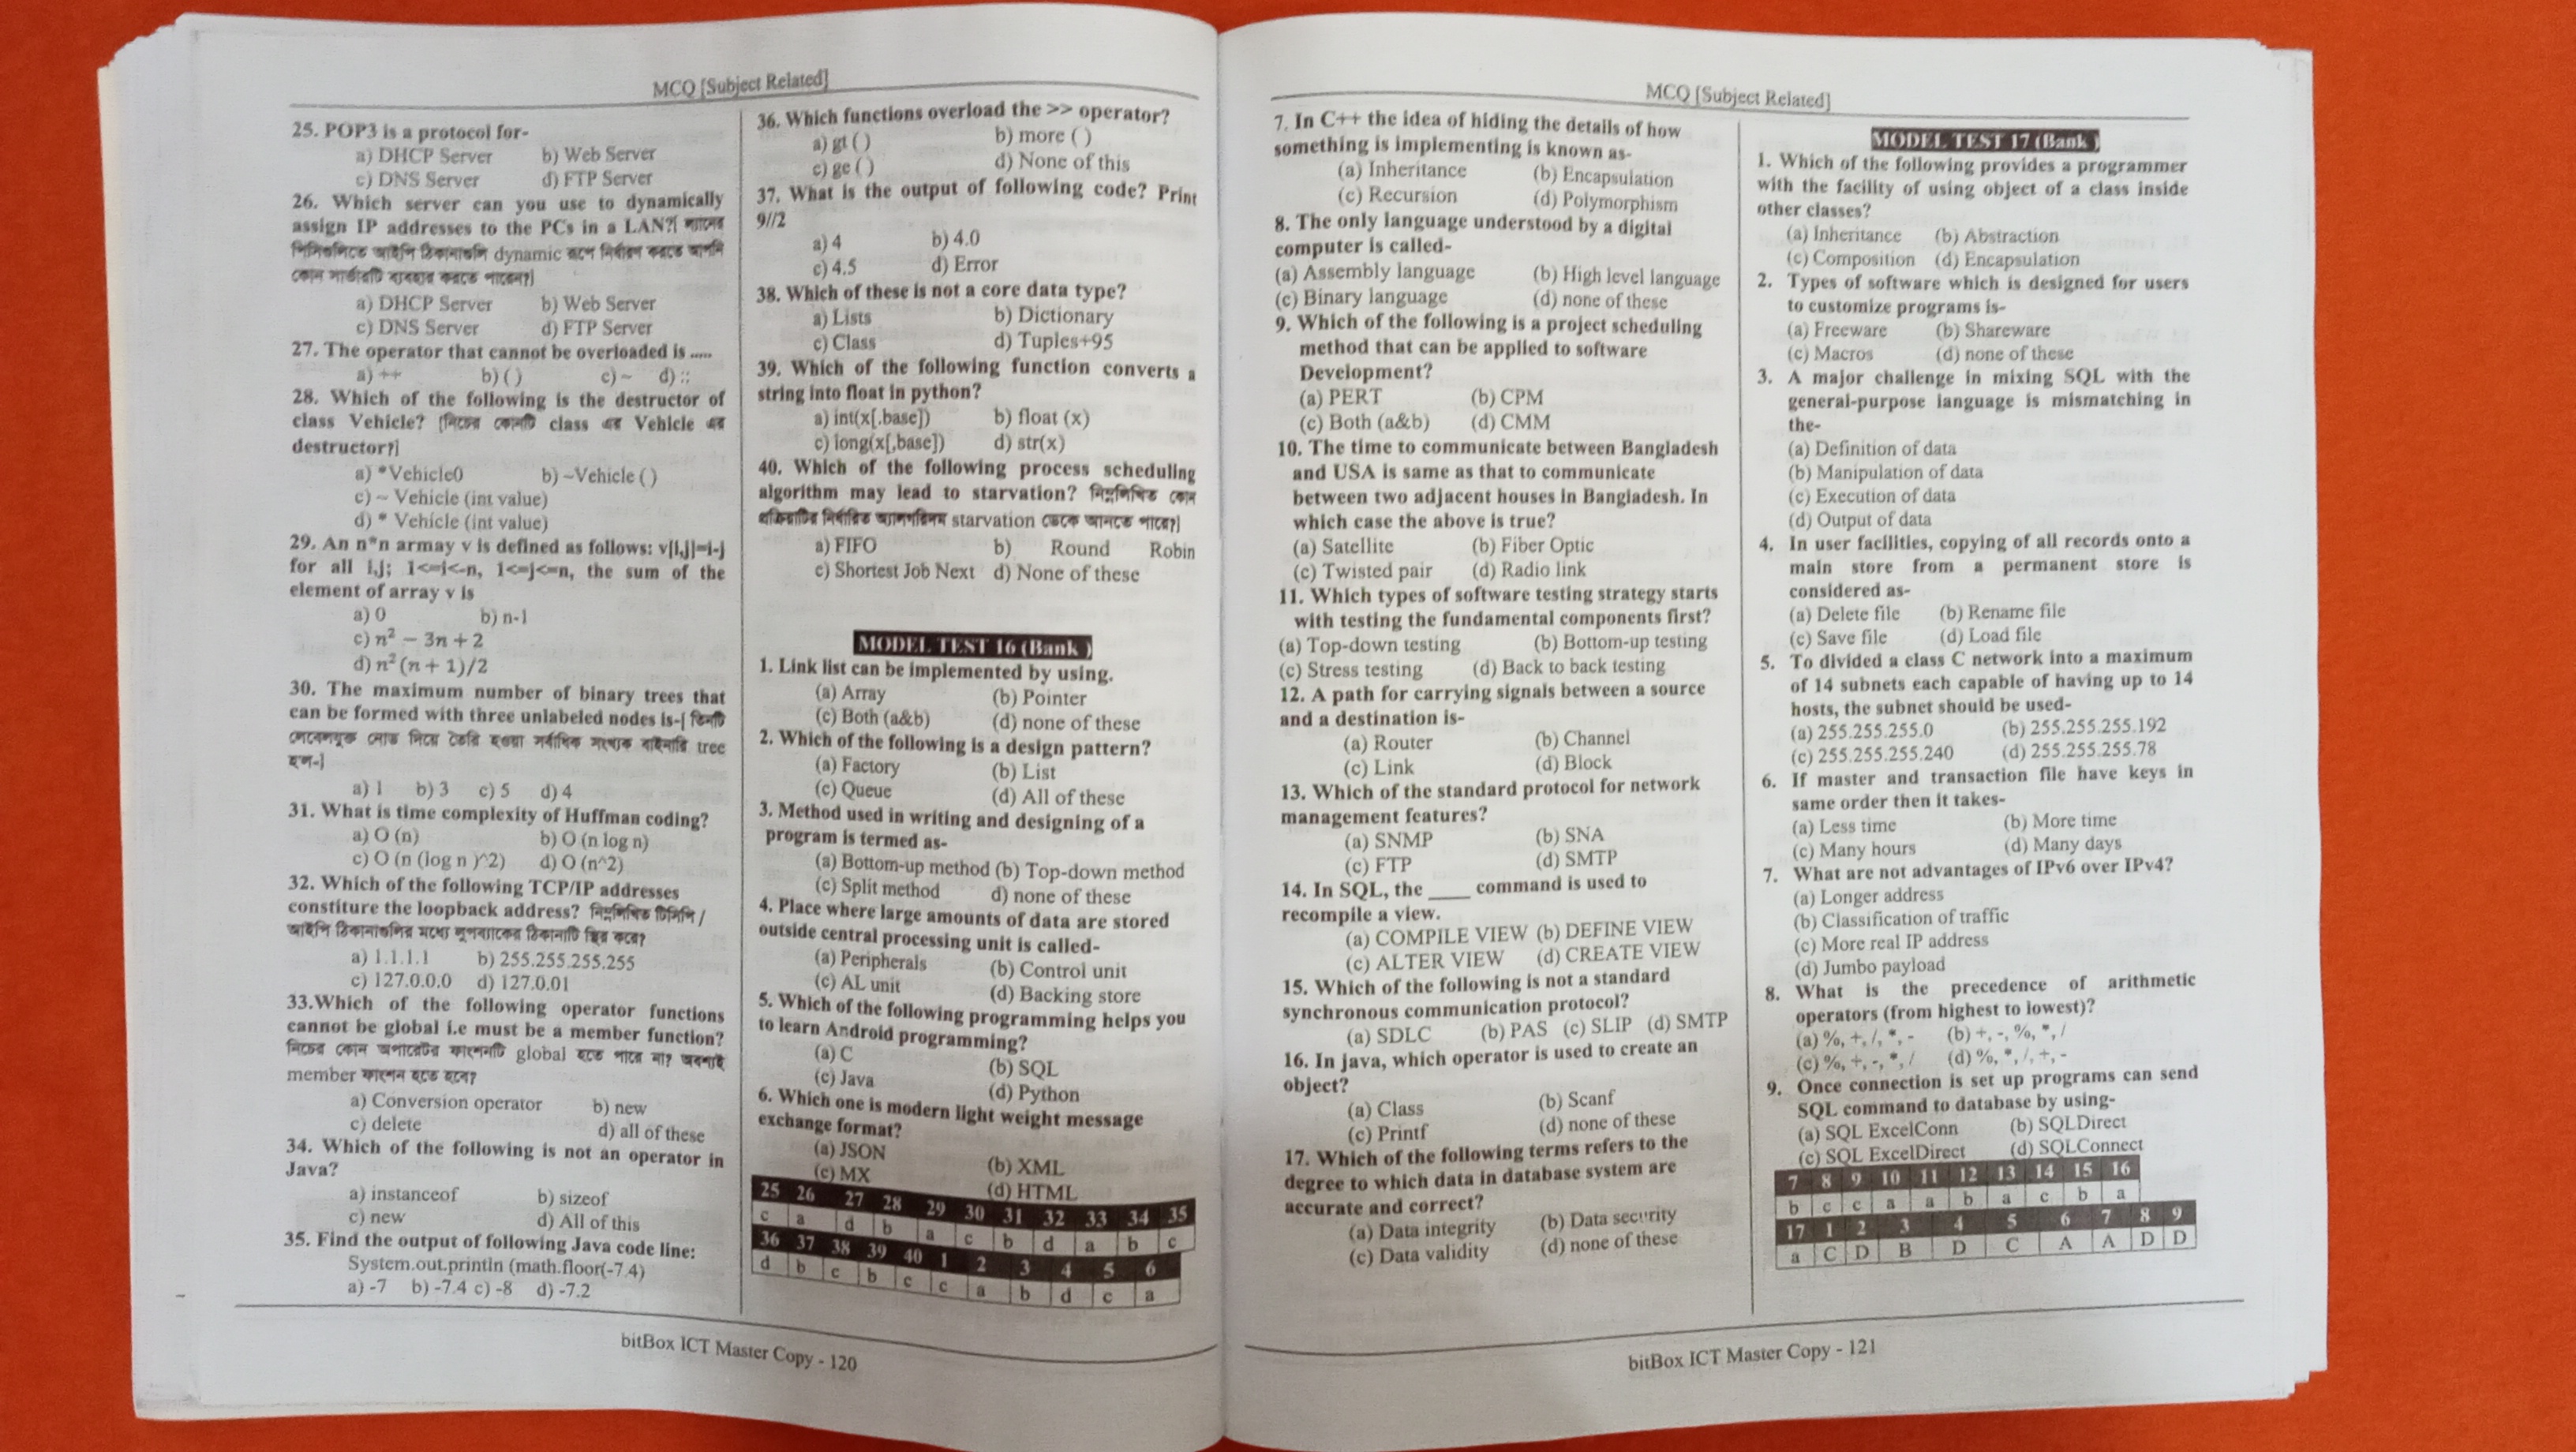 MCQ [Subject Related]
25. POP3 is a protocol for-
a) DHCP Server b) Web Server
c) DNS Server d) FTP Server
26. Which server can you use to dynamically
assign IP addresses to the PCs in a LAN?[ ল্যানের
পিসিগুলিতে আইপি ঠিকানাগুলি dynamic রূপে নির্ধারণ করতে আপনি
কোন সার্ভারটি ব্যবহার করতে পারেন?]
a) DHCP Server b) Web Server
c) DNS Server d) FTP Server
27. The operator that cannot be overloaded is .....
a) ++ b) ( ) c) ~ d) ::
28. Which of the following is the destructor of
class Vehicle? [নিচের কোনটি class এর Vehicle এর
destructor?]
a) *Vehicle0 b) ~Vehicle ( )
c) ~ Vehicle (int value)
d) * Vehicle (int value)
29. An n*n armay v is defined as follows: v[i,j]=i-j
for all i,j; 1<=i<-n, 1<=j<=n, the sum of the
element of array v is
a) 0 b) n-1
c) n² − 3n + 2
d) n² (n + 1)/2
30. The maximum number of binary trees that
can be formed with three unlabeled nodes is-[ তিনটি
লেবেলযুক্ত নোড দিয়ে তৈরি হওয়া সর্বাধিক সংখ্যক বাইনারি tree
হল-]
a) 1 b) 3 c) 5 d) 4
31. What is time complexity of Huffman coding?
a) O (n) b) O (n log n)
c) O (n (log n )^2) d) O (n^2)
32. Which of the following TCP/IP addresses
constiture the loopback address? নিম্নলিখিত টিসিপি /
আইপি ঠিকানাগুলির মধ্যে লুপব্যাকের ঠিকানাটি স্থির করে?
a) 1.1.1.1 b) 255.255.255.255
c) 127.0.0.0 d) 127.0.01
33.Which of the following operator functions
cannot be global i.e must be a member function?
নিচের কোন অপারেটর ফাংশনটি global হতে পারে না? অবশ্যই
member ফাংশন হতে হবে?
a) Conversion operator b) new
c) delete d) all of these
34. Which of the following is not an operator in
Java?
a) instanceof b) sizeof
c) new d) All of this
35. Find the output of following Java code line:
System.out.println (math.floor(-7.4)
a) -7 b) -7.4 c) -8 d) -7.2
36. Which functions overload the >> operator?
a) gt ( ) b) more ( )
c) ge ( ) d) None of this
37. What is the output of following code? Print
9//2
a) 4 b) 4.0
c) 4.5 d) Error
38. Which of these is not a core data type?
a) Lists b) Dictionary
c) Class d) Tuples+95
39. Which of the following function converts a
string into float in python?
a) int(x[.base]) b) float (x)
c) long(x[,base]) d) str(x)
40. Which of the following process scheduling
algorithm may lead to starvation? নিম্নলিখিত কোন
প্রক্রিয়াটির নির্ধারিত অ্যালগরিদম starvation ডেকে আনতে পারে?]
a) FIFO b) Round Robin
c) Shortest Job Next d) None of these
MODEL TEST 16 (Bank )
1. Link list can be implemented by using.
(a) Array (b) Pointer
(c) Both (a&b) (d) none of these
2. Which of the following is a design pattern?
(a) Factory (b) List
(c) Queue (d) All of these
3. Method used in writing and designing of a
program is termed as-
(a) Bottom-up method (b) Top-down method
(c) Split method d) none of these
4. Place where large amounts of data are stored
outside central processing unit is called-
(a) Peripherals (b) Control unit
(c) AL unit (d) Backing store
5. Which of the following programming helps you
to learn Android programming?
(a) C (b) SQL
(c) Java (d) Python
6. Which one is modern light weight message
exchange format?
(a) JSON (b) XML
(c) MX (d) HTML
25 26 27 28 29 30 31 32 33 34 35
c a d b a c b d a b c
36 37 38 39 40 1 2 3 4 5 6
d b c b c c a b d c a
bitBox ICT Master Copy - 120
MCQ [Subject Related]
7. In C++ the idea of hiding the details of how
something is implementing is known as-
(a) Inheritance (b) Encapsulation
(c) Recursion (d) Polymorphism
8. The only language understood by a digital
computer is called-
(a) Assembly language (b) High level language
(c) Binary language (d) none of these
9. Which of the following is a project scheduling
method that can be applied to software
Development?
(a) PERT (b) CPM
(c) Both (a&b) (d) CMM
10. The time to communicate between Bangladesh
and USA is same as that to communicate
between two adjacent houses in Bangladesh. In
which case the above is true?
(a) Satellite (b) Fiber Optic
(c) Twisted pair (d) Radio link
11. Which types of software testing strategy starts
with testing the fundamental components first?
(a) Top-down testing (b) Bottom-up testing
(c) Stress testing (d) Back to back testing
12. A path for carrying signals between a source
and a destination is-
(a) Router (b) Channel
(c) Link (d) Block
13. Which of the standard protocol for network
management features?
(a) SNMP (b) SNA
(c) FTP (d) SMTP
14. In SQL, the ____ command is used to
recompile a view.
(a) COMPILE VIEW (b) DEFINE VIEW
(c) ALTER VIEW (d) CREATE VIEW
15. Which of the following is not a standard
synchronous communication protocol?
(a) SDLC (b) PAS (c) SLIP (d) SMTP
16. In java, which operator is used to create an
object?
(a) Class (b) Scanf
(c) Printf (d) none of these
17. Which of the following terms refers to the
degree to which data in database system are
accurate and correct?
(a) Data integrity (b) Data security
(c) Data validity (d) none of these
MODEL TEST 17 (Bank )
1. Which of the following provides a programmer
with the facility of using object of a class inside
other classes?
(a) Inheritance (b) Abstraction
(c) Composition (d) Encapsulation
2. Types of software which is designed for users
to customize programs is-
(a) Freeware (b) Shareware
(c) Macros (d) none of these
3. A major challenge in mixing SQL with the
general-purpose language is mismatching in
the-
(a) Definition of data
(b) Manipulation of data
(c) Execution of data
(d) Output of data
4. In user facilities, copying of all records onto a
main store from a permanent store is
considered as-
(a) Delete file (b) Rename file
(c) Save file (d) Load file
5. To divided a class C network into a maximum
of 14 subnets each capable of having up to 14
hosts, the subnet should be used-
(a) 255.255.255.0 (b) 255.255.255.192
(c) 255.255.255.240 (d) 255.255.255.78
6. If master and transaction file have keys in
same order then it takes-
(a) Less time (b) More time
(c) Many hours (d) Many days
7. What are not advantages of IPv6 over IPv4?
(a) Longer address
(b) Classification of traffic
(c) More real IP address
(d) Jumbo payload
8. What is the precedence of arithmetic
operators (from highest to lowest)?
(a) %, +, /, *, - (b) +, -, %, *, /
(c) %, +, -, *, / (d) %, *, /, +, -
9. Once connection is set up programs can send
SQL command to database by using-
(a) SQL ExcelConn (b) SQLDirect
(c) SQL ExcelDirect (d) SQLConnect
7 8 9 10 11 12 13 14 15 16
b c c a a b a c b a
17 1 2 3 4 5 6 7 8 9
a C D B D C A A D D
bitBox ICT Master Copy - 121